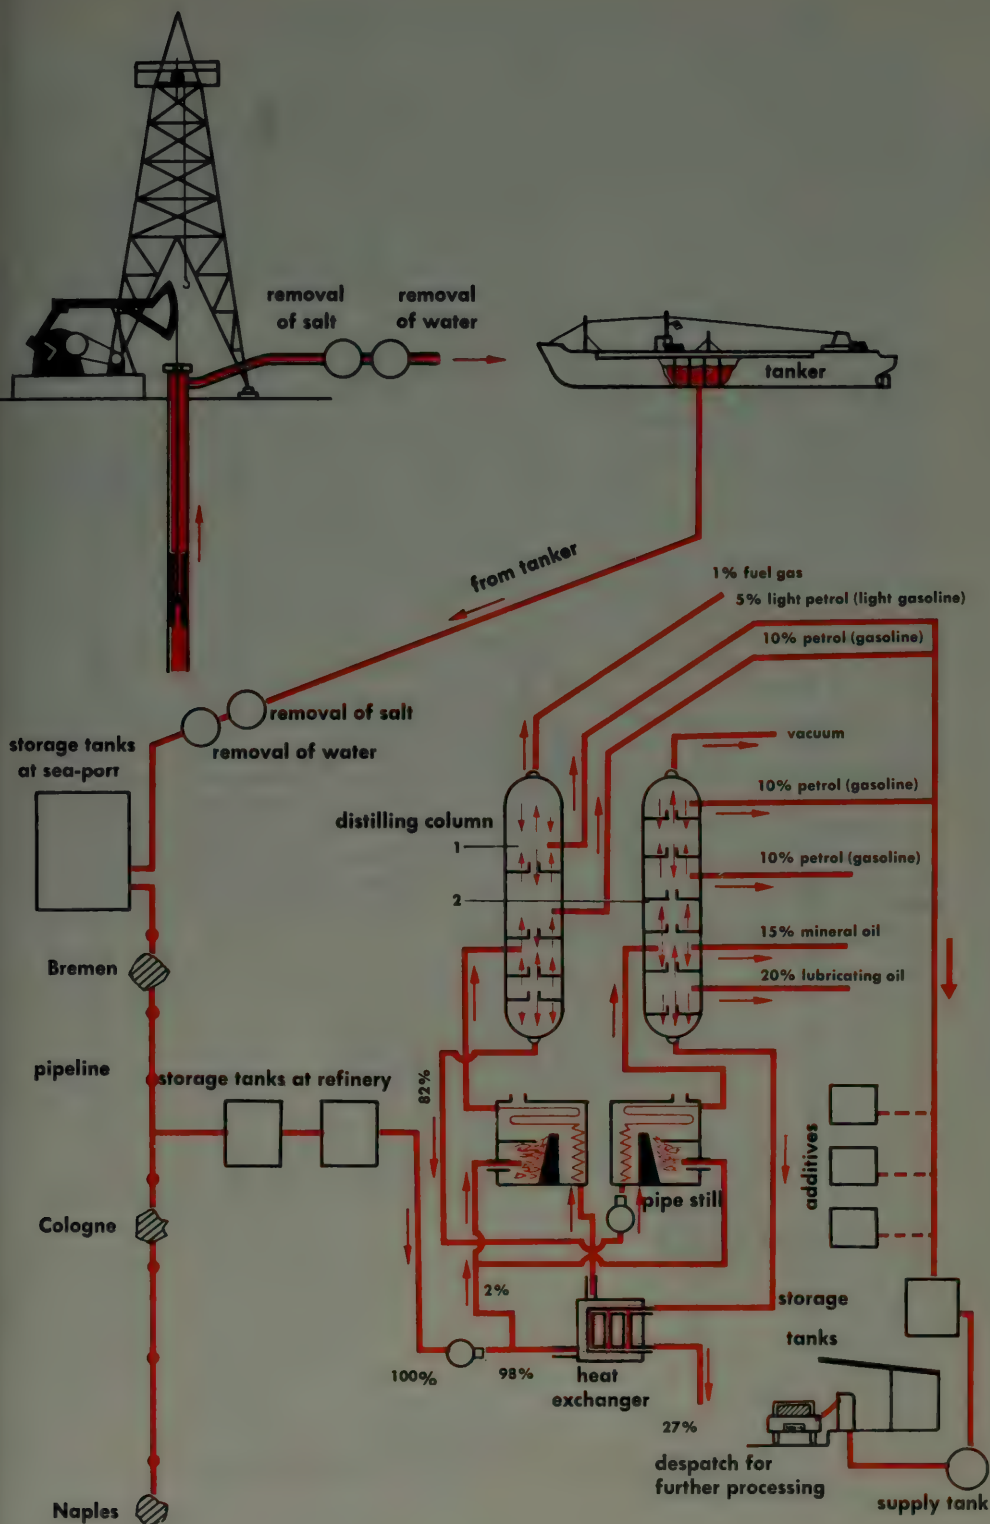 removal
of salt
removal
of water
tanker
from tanker
1% fuel gas
5% light petrol (light gasoline)
10% petrol (gasoline)
removal of salt
removal of water
storage tanks
at sea-port
vacuum
10% petrol (gasoline)
distilling column
1
10% petrol (gasoline)
2
15% mineral oil
Bremen
20% lubricating oil
pipeline
storage tanks at refinery
82%
additives
pipe still
Cologne
2%
storage
tanks
100%
98%
heat
exchanger
27%
despatch for
further processing
supply tank
Naples